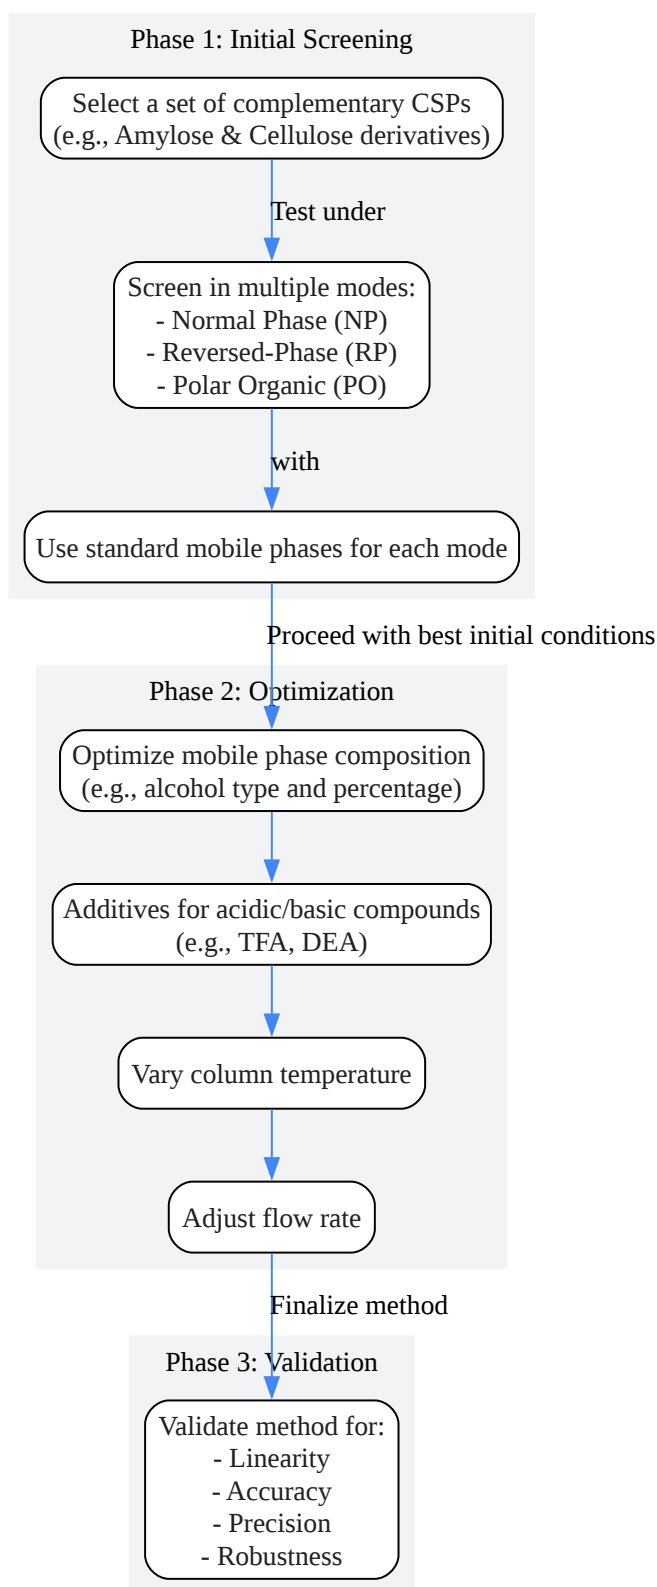 Phase 1: Initial Screening
Select a set of complementary CSPs
(e.g., Amylose & Cellulose derivatives)
Test under
Screen in multiple modes:
- Normal Phase (NP)
- Reversed-Phase (RP)
- Polar Organic (PO)
with
Use standard mobile phases for each mode
Proceed with best initial conditions
Phase 2: Optimization
Optimize mobile phase composition
(e.g., alcohol type and percentage)
Additives for acidic/basic compounds
(e.g., TFA, DEA)
Vary column temperature
Adjust flow rate
Finalize method
Phase 3: Validation
Validate method for:
- Linearity
- Accuracy
- Precision
- Robustness